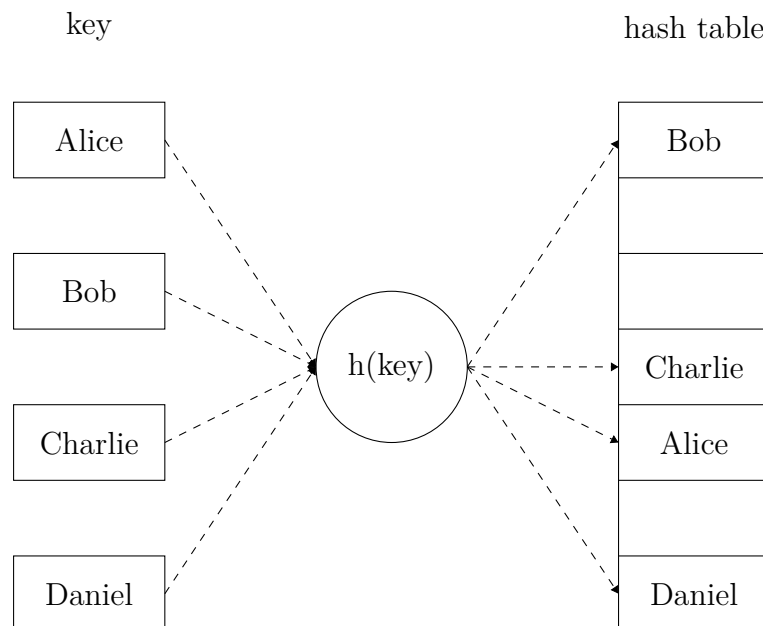 key
hash table
Alice
Bob
Bob
h(key)
Charlie
Charlie
Alice
Daniel
Daniel